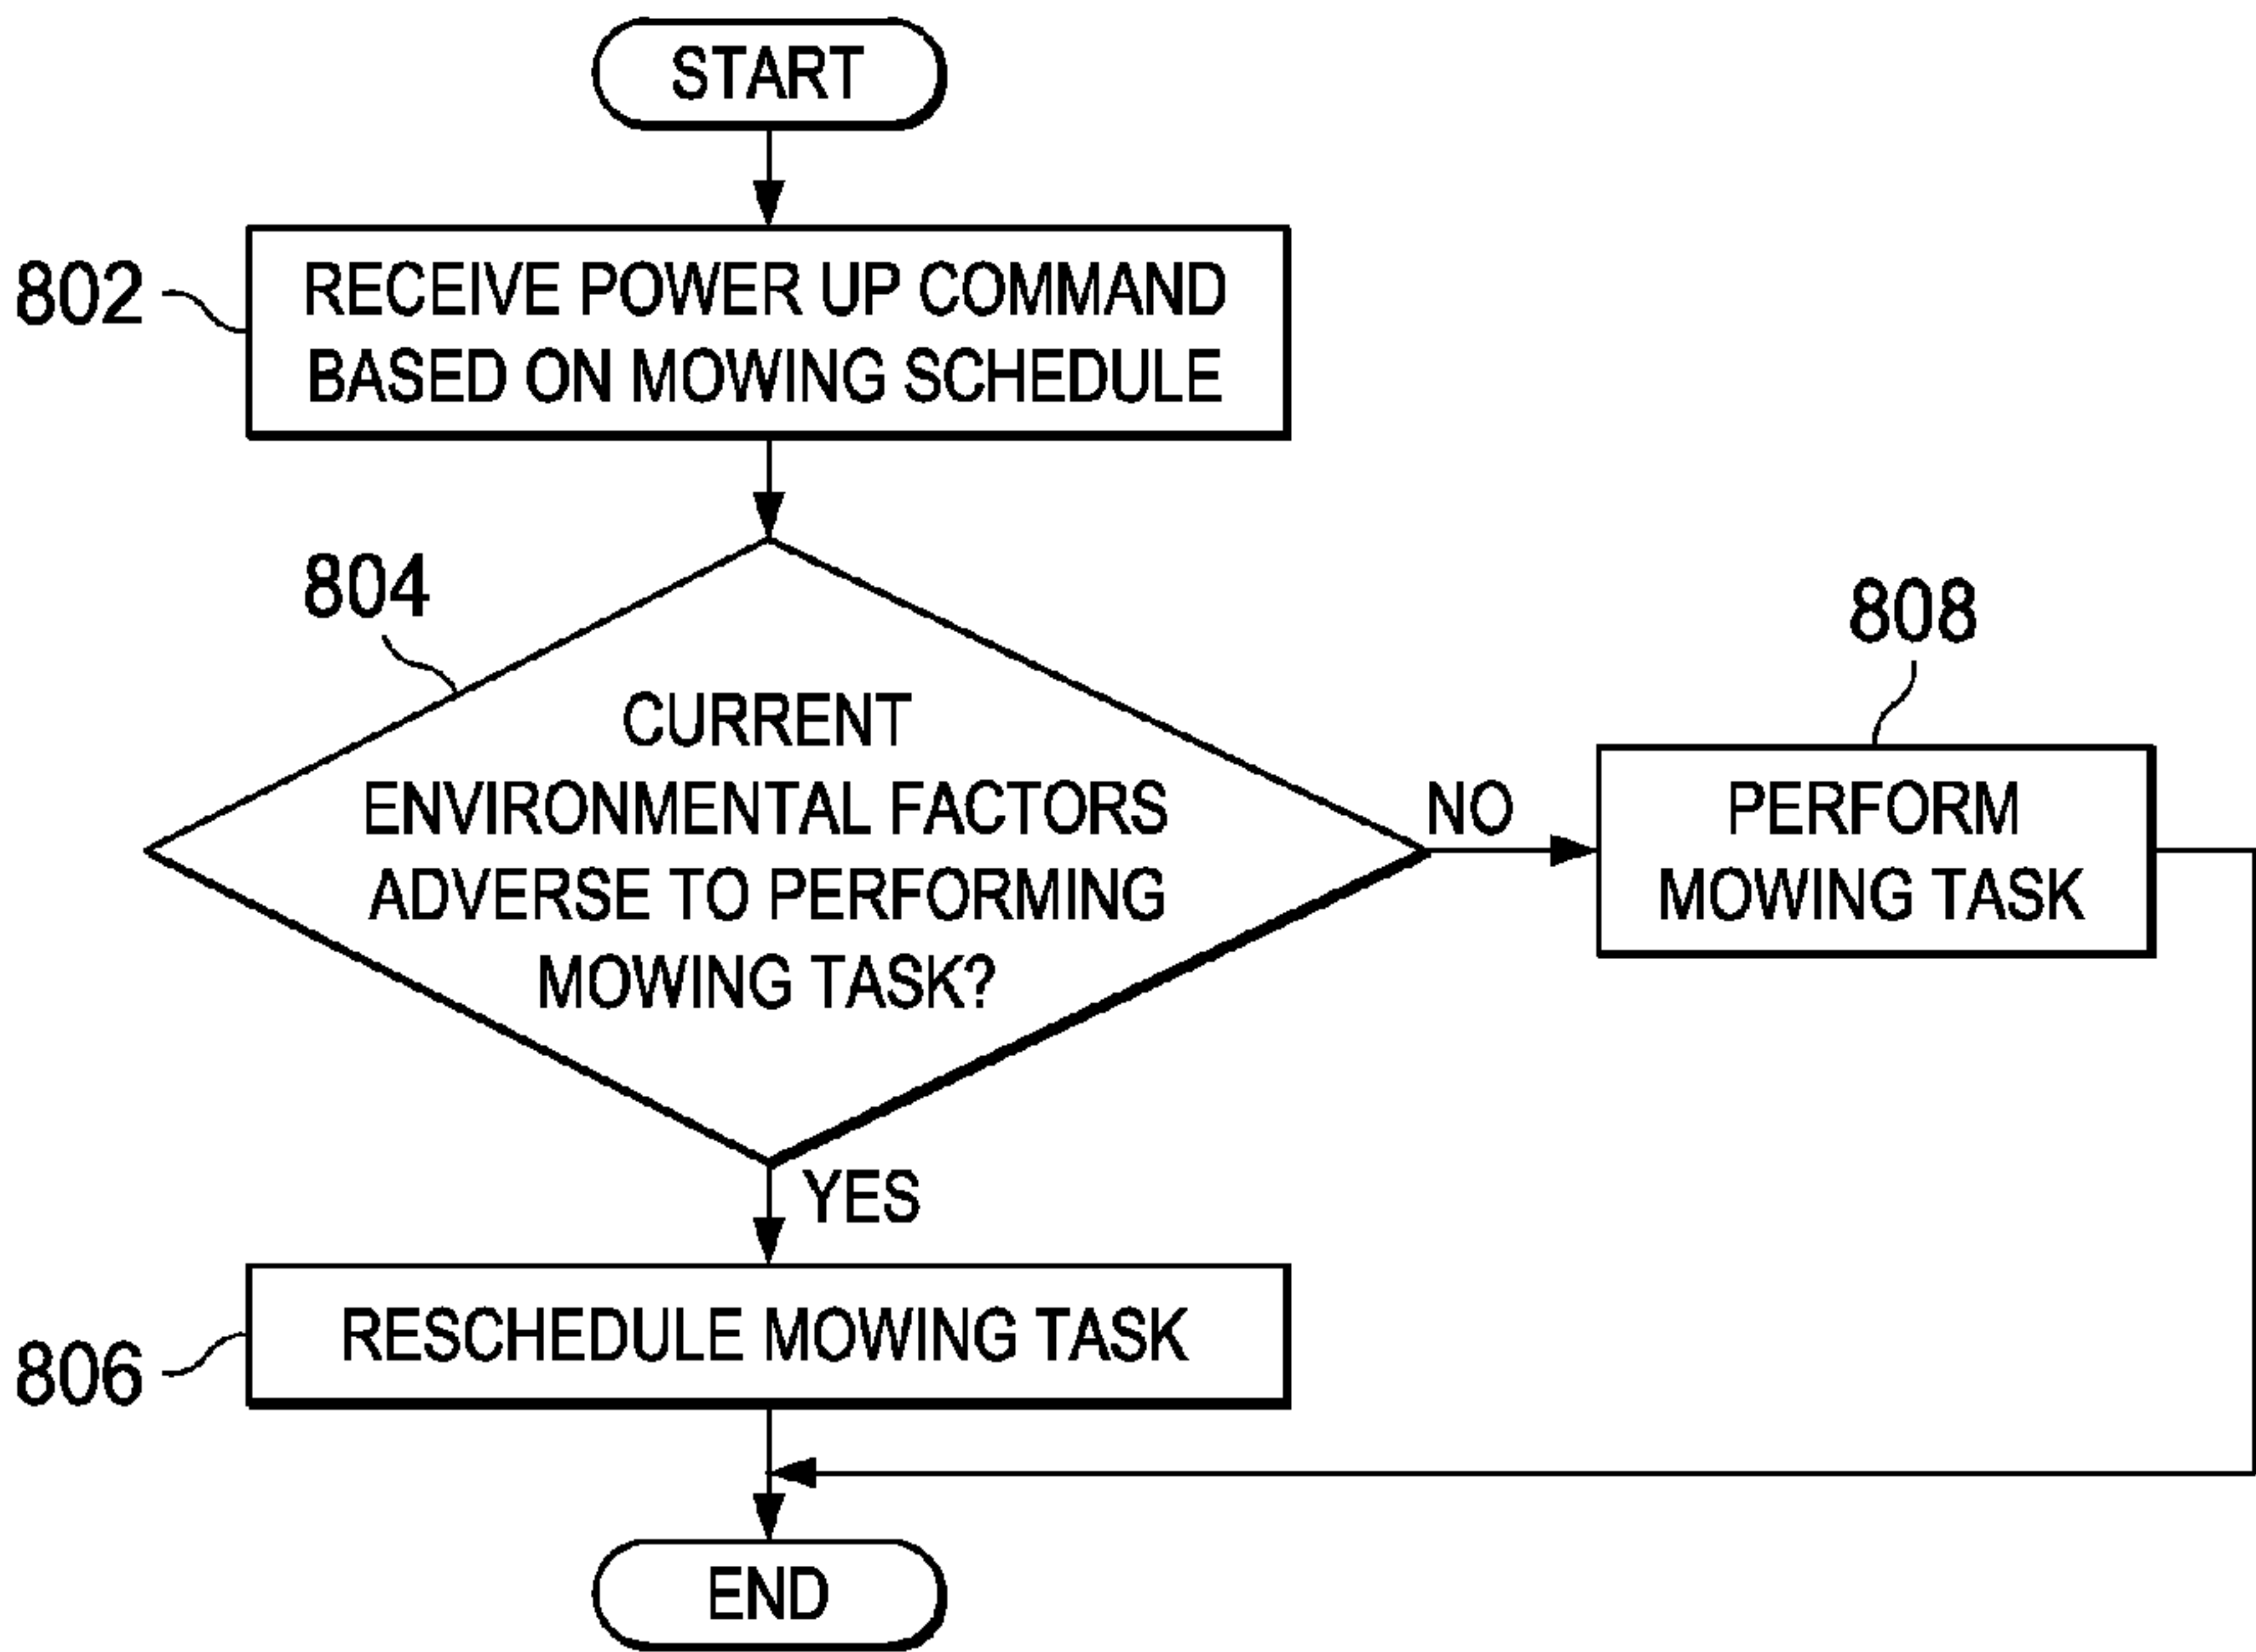 START
802
RECEIVE POWER UP COMMAND
BASED ON MOWING SCHEDULE
804
CURRENT
ENVIRONMENTAL FACTORS
ADVERSE TO PERFORMING
MOWING TASK?
NO
808
PERFORM
MOWING TASK
YES
806
RESCHEDULE MOWING TASK
END